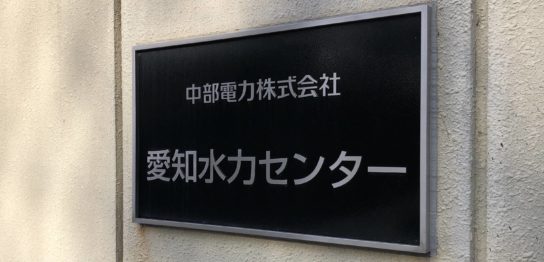 中部電力株式会社
愛知水力センター